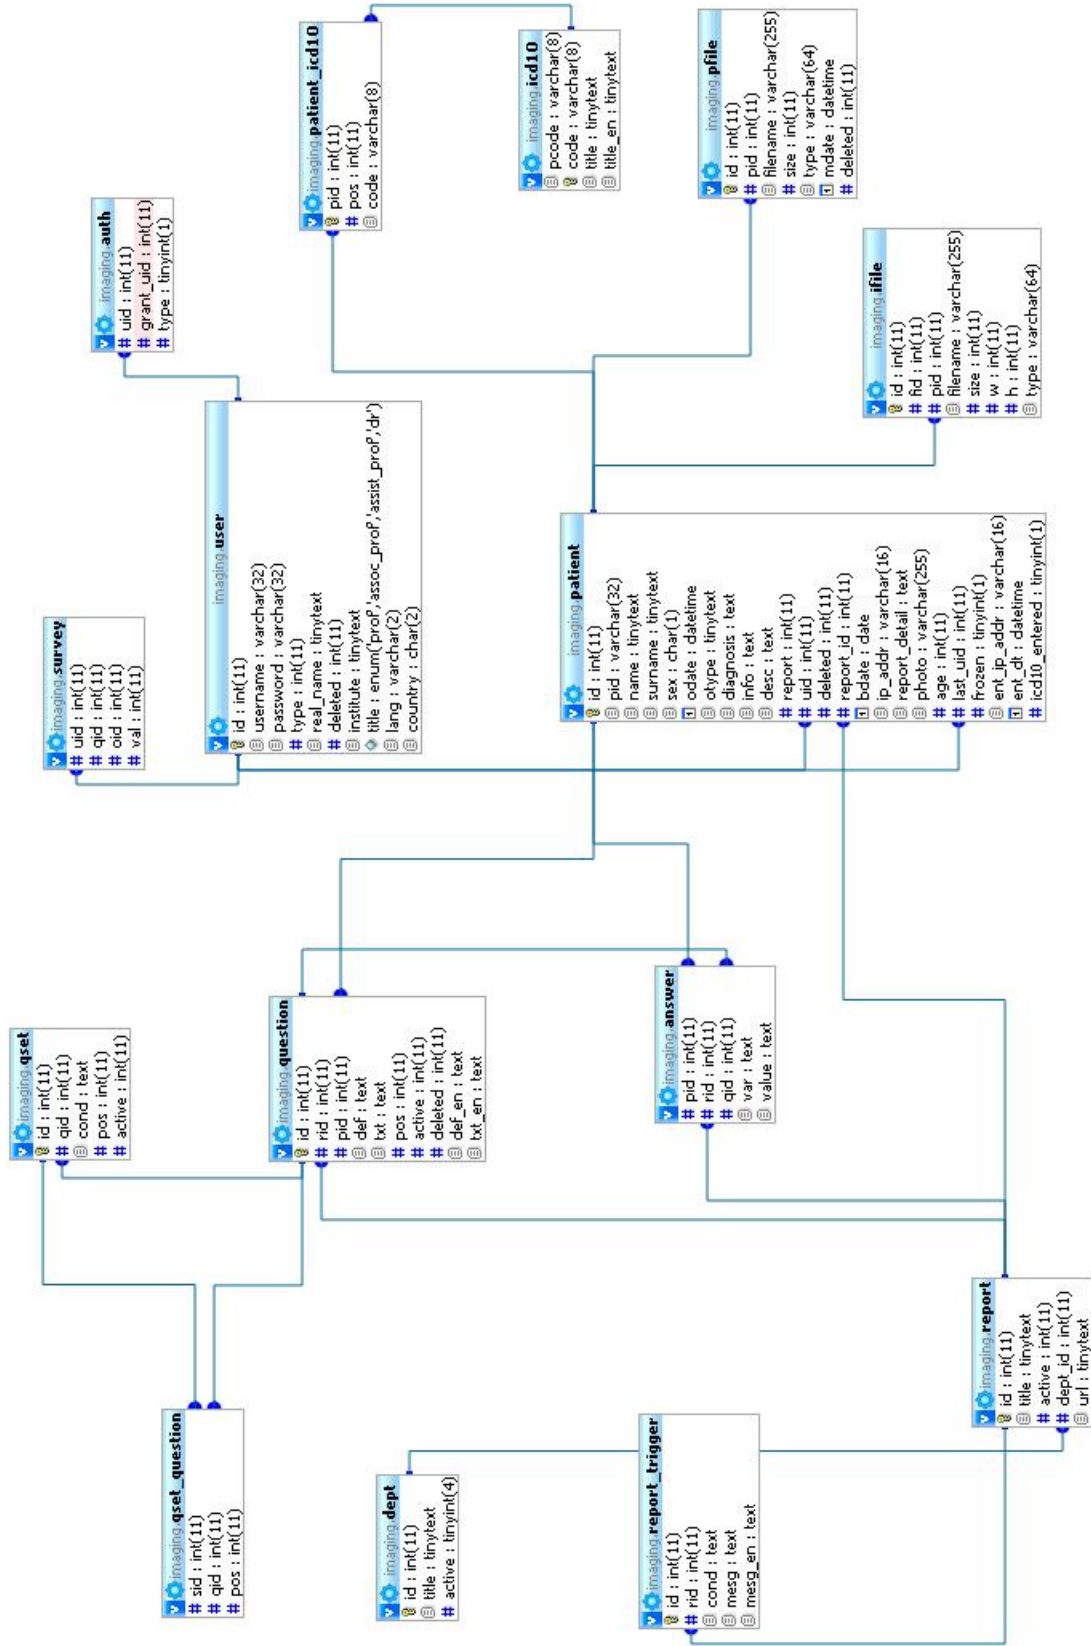 imaging.qset_question
sid : int(11)
qid : int(11)
pos : int(11)
imaging.dept
id : int(11)
title : tinytext
active : tinyint(4)
imaging.report_trigger
id : int(11)
rid : int(11)
cond : text
mesg : text
mesg_en : text
imaging.report
id : int(11)
title : tinytext
active : int(11)
dept_id : int(11)
url : tinytext
imaging.qset
id : int(11)
qid : int(11)
cond : text
pos : int(11)
active : int(11)
imaging.question
id : int(11)
rid : int(11)
pid : int(11)
def : text
txt : text
pos : int(11)
active : int(11)
deleted : int(11)
def_en : text
txt_en : text
imaging.answer
pid : int(11)
rid : int(11)
qid : int(11)
var : text
value : text
imaging.survey
uid : int(11)
qid : int(11)
oid : int(11)
val : int(11)
imaging.user
id : int(11)
username : varchar(32)
password : varchar(32)
type : int(11)
real_name : tinytext
deleted : int(11)
institute : tinytext
title : enum('prof','assoc_prof','assist_prof','dr')
lang : varchar(2)
country : char(2)
imaging.patient
id : int(11)
pid : varchar(32)
name : tinytext
surname : tinytext
sex : char(1)
odate : datetime
otype : tinytext
diagnosis : text
info : text
desc : text
report : int(11)
uid : int(11)
deleted : int(11)
report_id : int(11)
bdate : date
ip_addr : varchar(16)
report_detail : text
photo : varchar(255)
age : int(11)
last_uid : int(11)
frozen : tinyint(1)
ent_ip_addr : varchar(16)
ent_dt : datetime
icd10_entered : tinyint(1)
imaging.auth
uid : int(11)
grant_uid : int(11)
type : tinyint(1)
imaging.patient_icd10
pid : int(11)
pos : int(11)
code : varchar(8)
imaging.icd10
pcode : varchar(8)
code : varchar(8)
title : tinytext
title_en : tinytext
imaging.pfile
id : int(11)
pid : int(11)
filename : varchar(255)
size : int(11)
type : varchar(64)
mdate : datetime
deleted : int(11)
imaging.ifile
id : int(11)
fid : int(11)
pid : int(11)
filename : varchar(255)
size : int(11)
w : int(11)
h : int(11)
type : varchar(64)